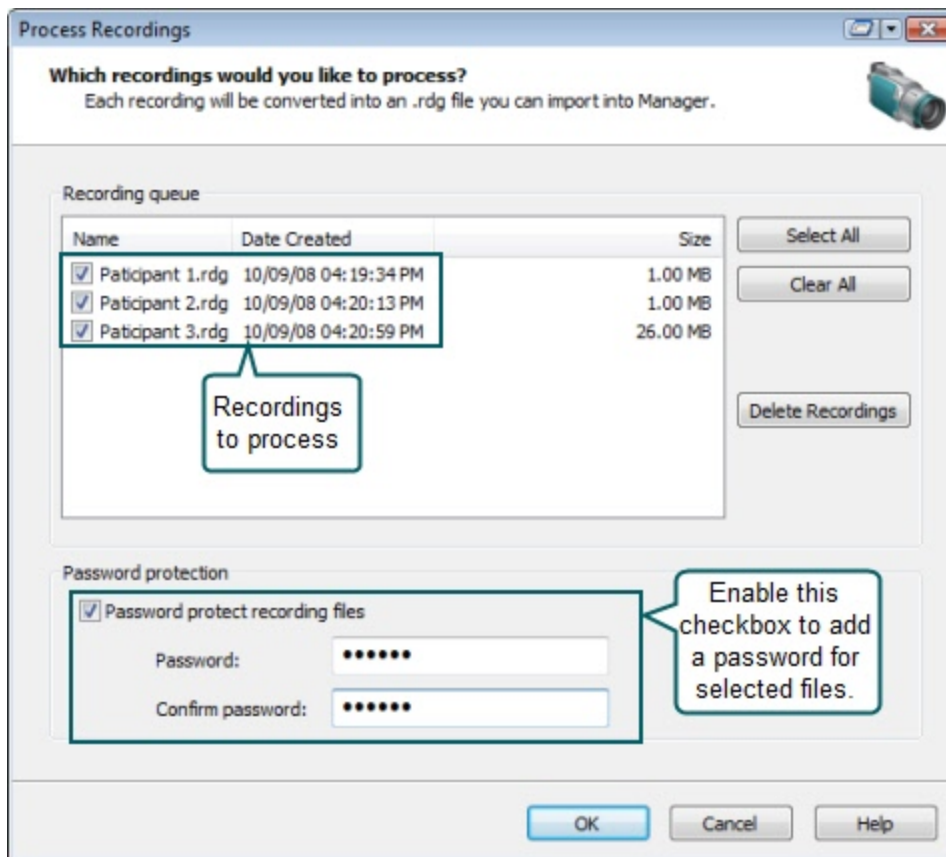 Process Recordings
Which recordings would you like to process?
Each recording will be converted into an .rdg file you can import into Manager.
Recording queue
Name Date Created Size
Paticipant 1.rdg 10/09/08 04:19:34 PM 1.00 MB
Paticipant 2.rdg 10/09/08 04:20:13 PM 1.00 MB
Paticipant 3.rdg 10/09/08 04:20:59 PM 26.00 MB
Select All
Clear All
Delete Recordings
Recordings
to process
Password protection
Password protect recording files
Password: ••••••
Confirm password: ••••••
Enable this
checkbox to add
a password for
selected files.
OK Cancel Help